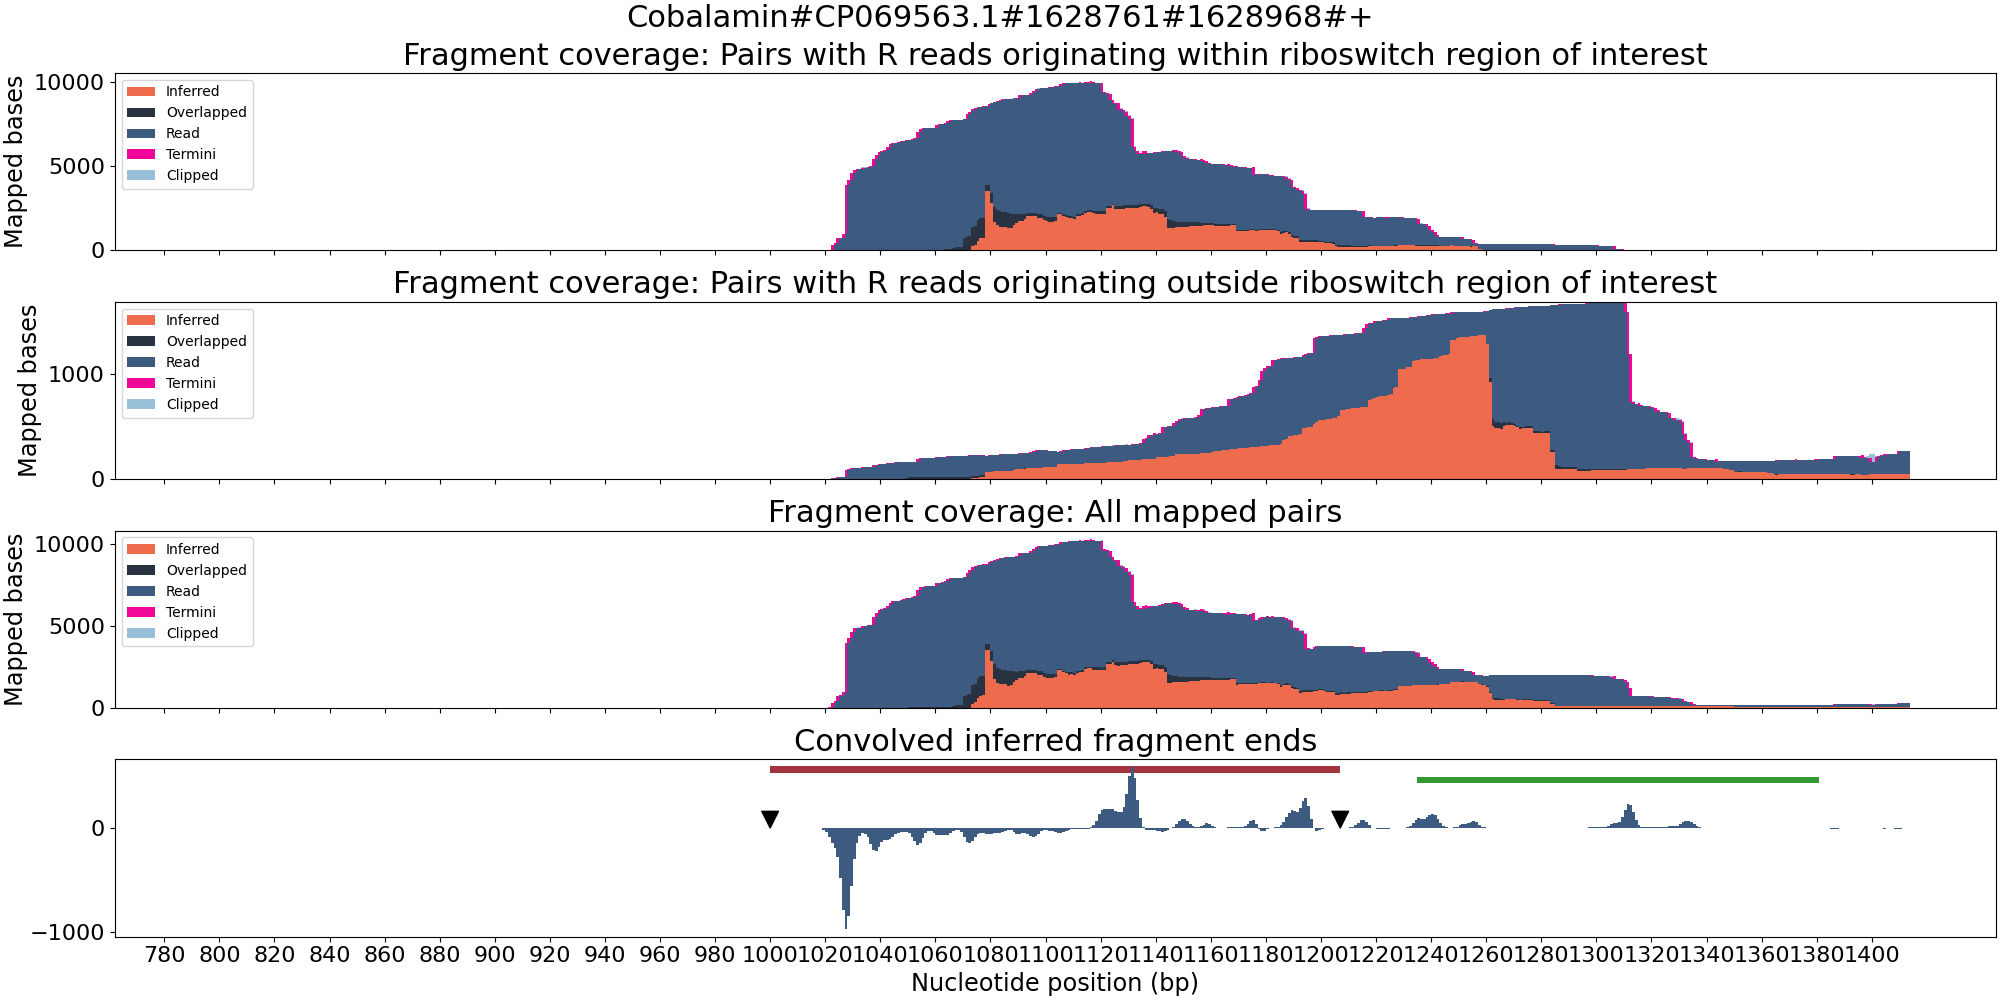 Cobalamin#CP069563.1#1628761#1628968#+
Fragment coverage: Pairs with R reads originating within riboswitch region of interest
Mapped bases
10000
5000
0
Inferred
Overlapped
Read
Termini
Clipped
Fragment coverage: Pairs with R reads originating outside riboswitch region of interest
Mapped bases
1000
0
Inferred
Overlapped
Read
Termini
Clipped
Fragment coverage: All mapped pairs
Mapped bases
10000
5000
0
Inferred
Overlapped
Read
Termini
Clipped
Convolved inferred fragment ends
0
−1000
780 800 820 840 860 880 900 920 940 960 980 1000 1020 1040 1060 1080 1100 1120 1140 1160 1180 1200 1220 1240 1260 1280 1300 1320 1340 1360 1380 1400
Nucleotide position (bp)